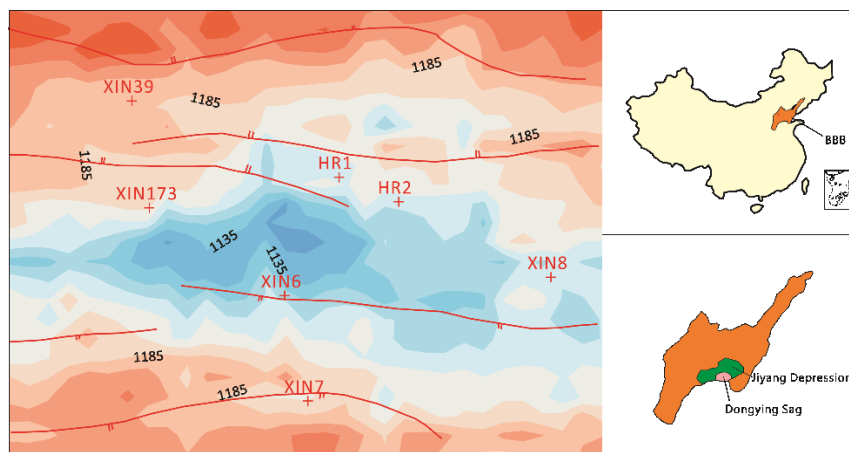 1185
XIN39
1185
1185
HR1
XIN173
HR2
1135
1135
XIN6
XIN8
1185
1185
XIN7
BBB
Jiyang Depression
Dongying Sag